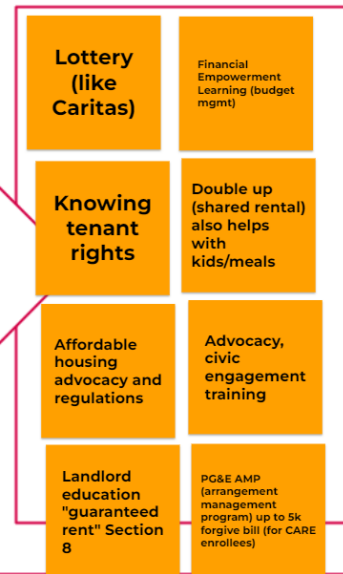 Lottery
(like
Caritas)
Financial
Empowerment
Learning (budget
mgmt)
Knowing
tenant
rights
Double up
(shared rental)
also helps
with
kids/meals
Affordable
housing
advocacy and
regulations
Advocacy,
civic
engagement
training
Landlord
education
"guaranteed
rent" Section
8
PG&E AMP
(arrangement
management
program) up to 5k
forgive bill (for CARE
enrollees)